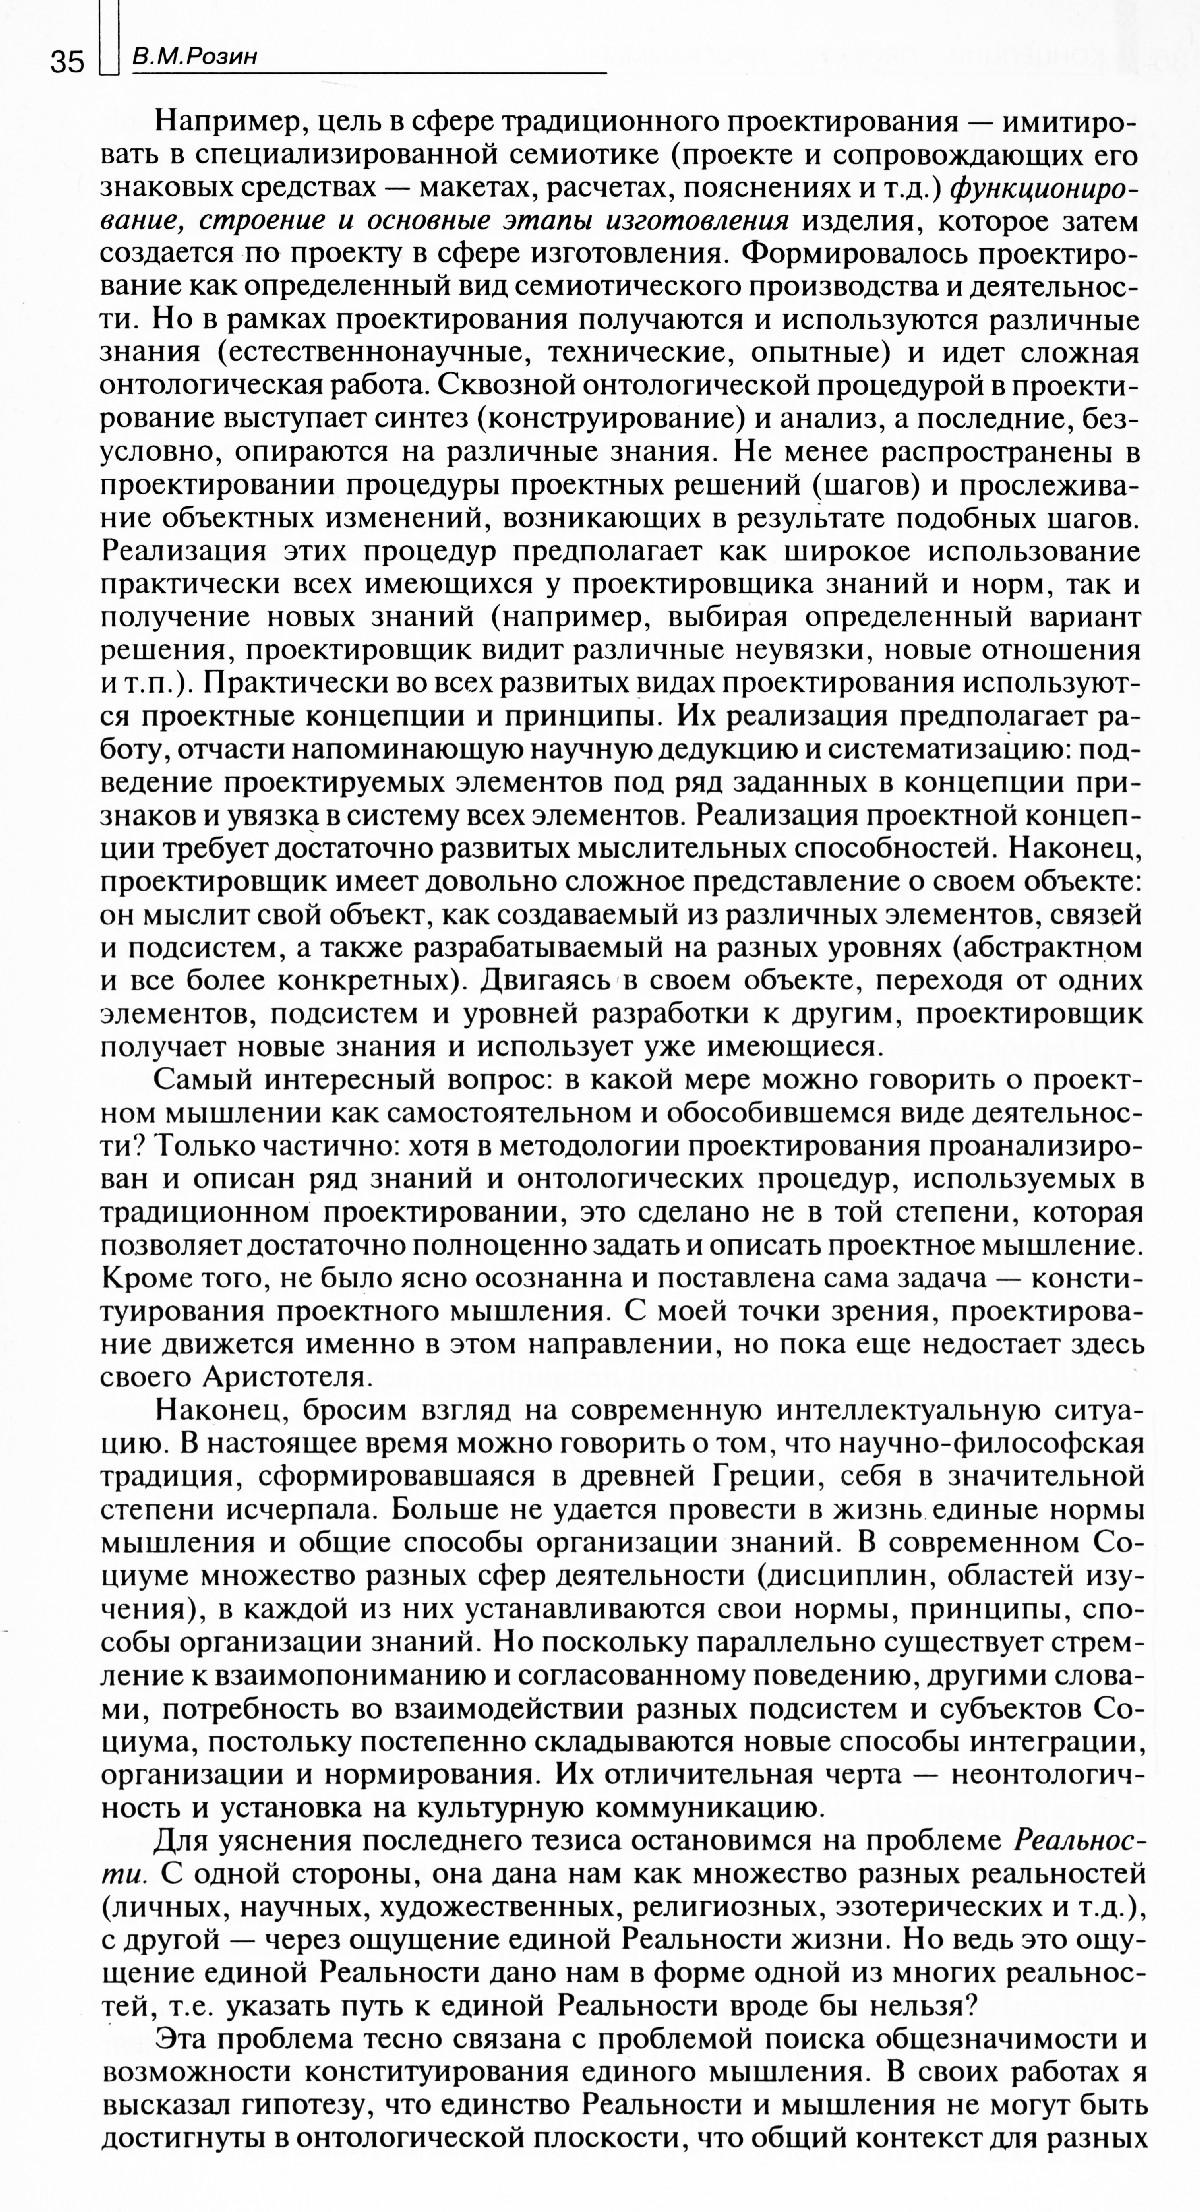 35
В.М.Розин
Например, цель в сфере традиционного проектирования — имитиро-
вать в специализированной семиотике (проекте и сопровождающих его
знаковых средствах — макетах, расчетах, пояснениях и т.д.) функциониро-
вание, строение и основные этапы изготовления изделия, которое затем
создается по проекту в сфере изготовления. Формировалось проектиро-
вание как определенный вид семиотического производства и деятельнос-
ти. Но в рамках проектирования получаются и используются различные
знания (естественнонаучные, технические, опытные) и идет сложная
онтологическая работа. Сквозной онтологической процедурой в проекти-
рование выступает синтез (конструирование) и анализ, а последние, без-
условно, опираются на различные знания. Не менее распространены в
проектировании процедуры проектных решений (шагов) и прослежива-
ние объектных изменений, возникающих в результате подобных шагов.
Реализация этих процедур предполагает как широкое использование
практически всех имеющихся у проектировщика знаний и норм, так и
получение новых знаний (например, выбирая определенный вариант
решения, проектировщик видит различные неувязки, новые отношения
и т.п.). Практически во всех развитых видах проектирования используют-
ся проектные концепции и принципы. Их реализация предполагает ра-
боту, отчасти напоминающую научную дедукцию и систематизацию: под-
ведение проектируемых элементов под ряд заданных в концепции при-
знаков и увязка в систему всех элементов. Реализация проектной концеп-
ции требует достаточно развитых мыслительных способностей. Наконец,
проектировщик имеет довольно сложное представление о своем объекте:
он мыслит свой объект, как создаваемый из различных элементов, связей
и подсистем, а также разрабатываемый на разных уровнях (абстрактном
и все более конкретных). Двигаясь в своем объекте, переходя от одних
элементов, подсистем и уровней разработки к другим, проектировщик
получает новые знания и использует уже имеющиеся.
Самый интересный вопрос: в какой мере можно говорить о проект-
ном мышлении как самостоятельном и обособившемся виде деятельнос-
ти? Только частично: хотя в методологии проектирования проанализиро-
ван и описан ряд знаний и онтологических процедур, используемых в
традиционном проектировании, это сделано не в той степени, которая
позволяет достаточно полноценно задать и описать проектное мышление.
Кроме того, не было ясно осознанна и поставлена сама задача — консти-
туирования проектного мышления. С моей точки зрения, проектирова-
ние движется именно в этом направлении, но пока еще недостает здесь
своего Аристотеля.
Наконец, бросим взгляд на современную интеллектуальную ситуа-
цию. В настоящее время можно говорить о том, что научно-философская
традиция, сформировавшаяся в древней Греции, себя в значительной
степени исчерпала. Больше не удается провести в жизнь единые нормы
мышления и общие способы организации знаний. В современном Со-
циуме множество разных сфер деятельности (дисциплин, областей изу-
чения), в каждой из них устанавливаются свои нормы, принципы, спо-
собы организации знаний. Но поскольку параллельно существует стрем-
ление к взаимопониманию и согласованному поведению, другими слова-
ми, потребность во взаимодействии разных подсистем и субъектов Со-
циума, постольку постепенно складываются новые способы интеграции,
организации и нормирования. Их отличительная черта — неонтологич-
ность и установка на культурную коммуникацию.
Для уяснения последнего тезиса остановимся на проблеме Реальнос-
ти. С одной стороны, она дана нам как множество разных реальностей
(личных, научных, художественных, религиозных, эзотерических и т.д.),
с другой — через ощущение единой Реальности жизни. Но ведь это ощу-
щение единой Реальности дано нам в форме одной из многих реальнос-
тей, т.е. указать путь к единой Реальности вроде бы нельзя?
Эта проблема тесно связана с проблемой поиска общезначимости и
возможности конституирования единого мышления. В своих работах я
высказал гипотезу, что единство Реальности и мышления не могут быть
достигнуты в онтологической плоскости, что общий контекст для разных